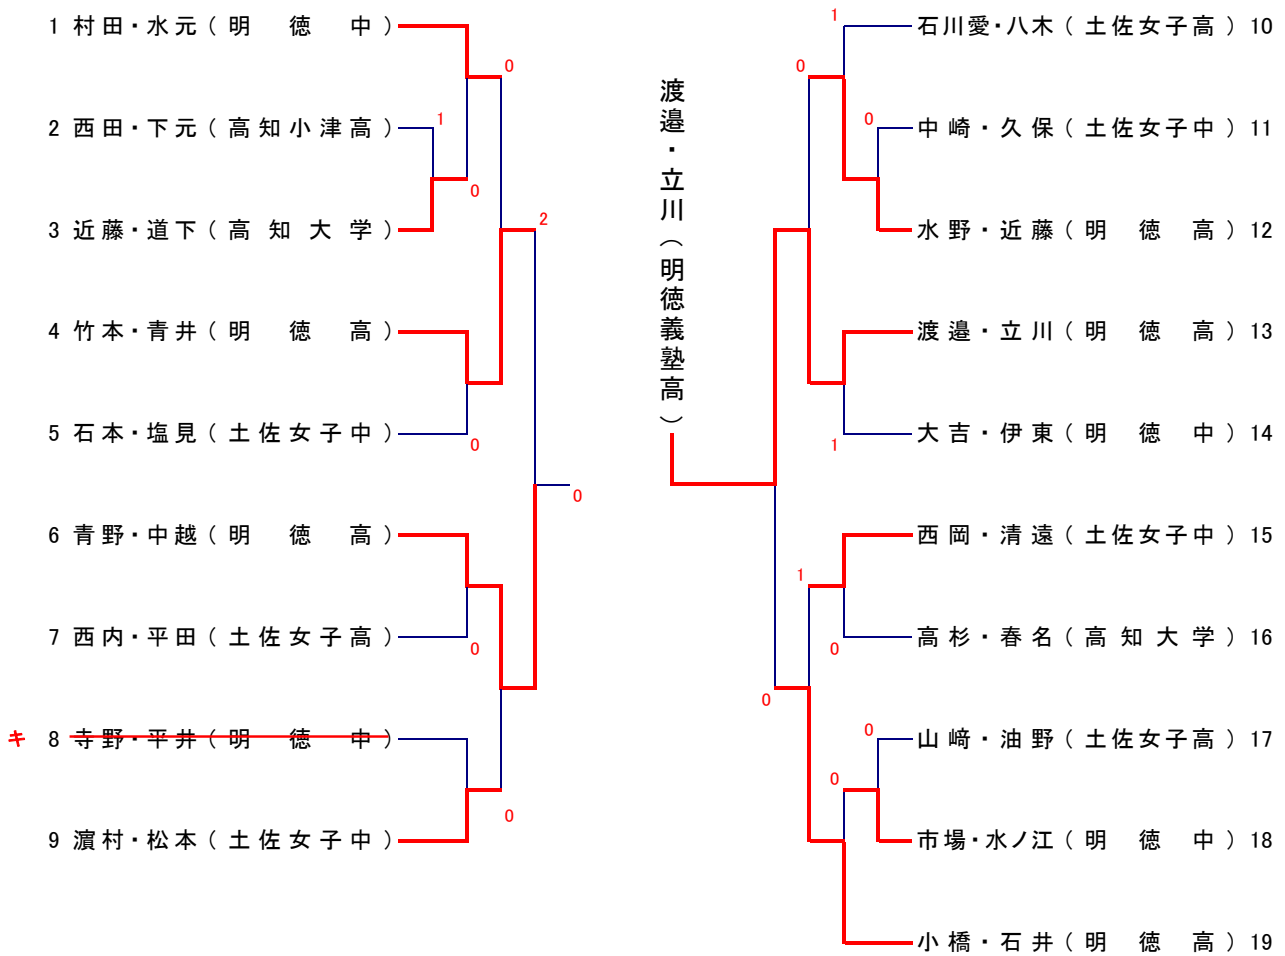 1 村田・水元（明徳中）
0
2 西田・下元（高知小津高）
1
0
3 近藤・道下（高知大学）
2
4 竹本・青井（明徳高）
5 石本・塩見（土佐女子中）
0
0
6 青野・中越（明徳高）
7 西内・平田（土佐女子高）
0
キ 8 寺野・平井（明徳中）
0
9 濵村・松本（土佐女子中）
渡邉・立川（明徳義塾高）
1
石川愛・八木（土佐女子高）10
0
0
中崎・久保（土佐女子中）11
水野・近藤（明徳高）12
渡邉・立川（明徳高）13
大吉・伊東（明徳中）14
1
西岡・清遠（土佐女子中）15
1
高杉・春名（高知大学）16
0
0
0
山﨑・油野（土佐女子高）17
0
市場・水ノ江（明徳中）18
小橋・石井（明徳高）19